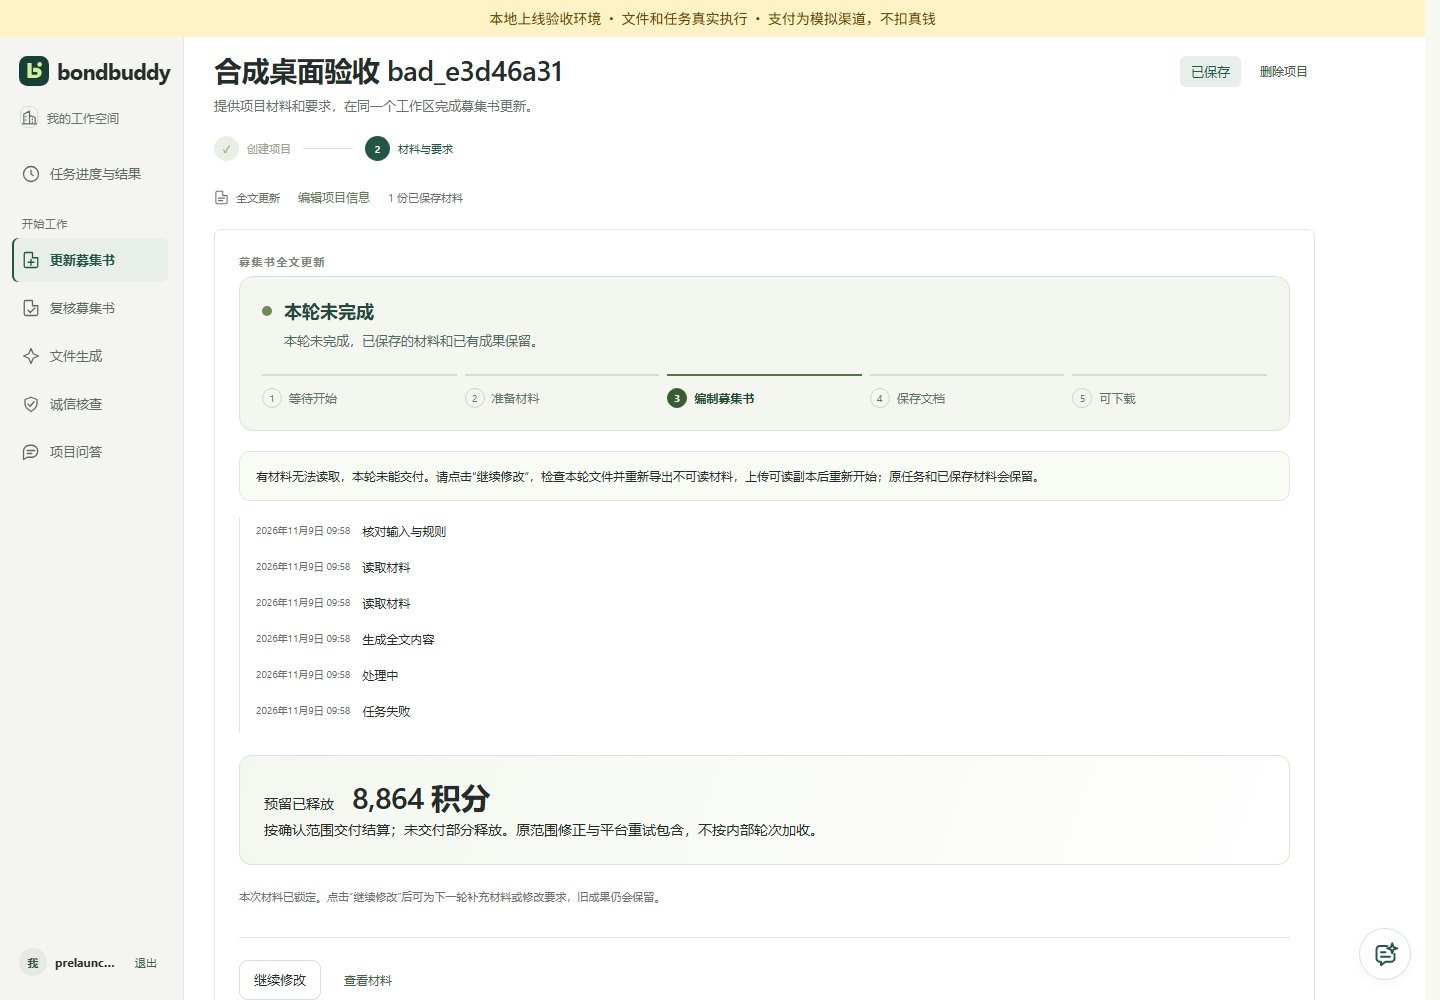 本地上线验收环境 • 文件和任务真实执行 • 支付为模拟渠道，不扣真钱
bondbuddy
我的工作空间
任务进度与结果
开始工作
更新募集书
复核募集书
文件生成
诚信核查
项目问答
我 prelaunc... 退出
合成桌面验收 bad_e3d46a31
已保存 删除项目
提供项目材料和要求，在同一个工作区完成募集书更新。
✓ 创建项目 2 材料与要求
全文更新 编辑项目信息 1 份已保存材料
募集书全文更新
本轮未完成
本轮未完成，已保存的材料和已有成果保留。
1 等待开始 2 准备材料 3 编制募集书 4 保存文档 5 可下载
有材料无法读取，本轮未能交付。请点击“继续修改”，检查本轮文件并重新导出不可读材料，上传可读副本后重新开始；原任务和已保存材料会保留。
2026年11月9日 09:58 核对输入与规则
2026年11月9日 09:58 读取材料
2026年11月9日 09:58 读取材料
2026年11月9日 09:58 生成全文内容
2026年11月9日 09:58 处理中
2026年11月9日 09:58 任务失败
预留已释放 8,864 积分
按确认范围交付结算；未交付部分释放。原范围修正与平台重试包含，不按内部轮次加收。
本次材料已锁定。点击“继续修改”后可为下一轮补充材料或修改要求，旧成果仍会保留。
继续修改 查看材料